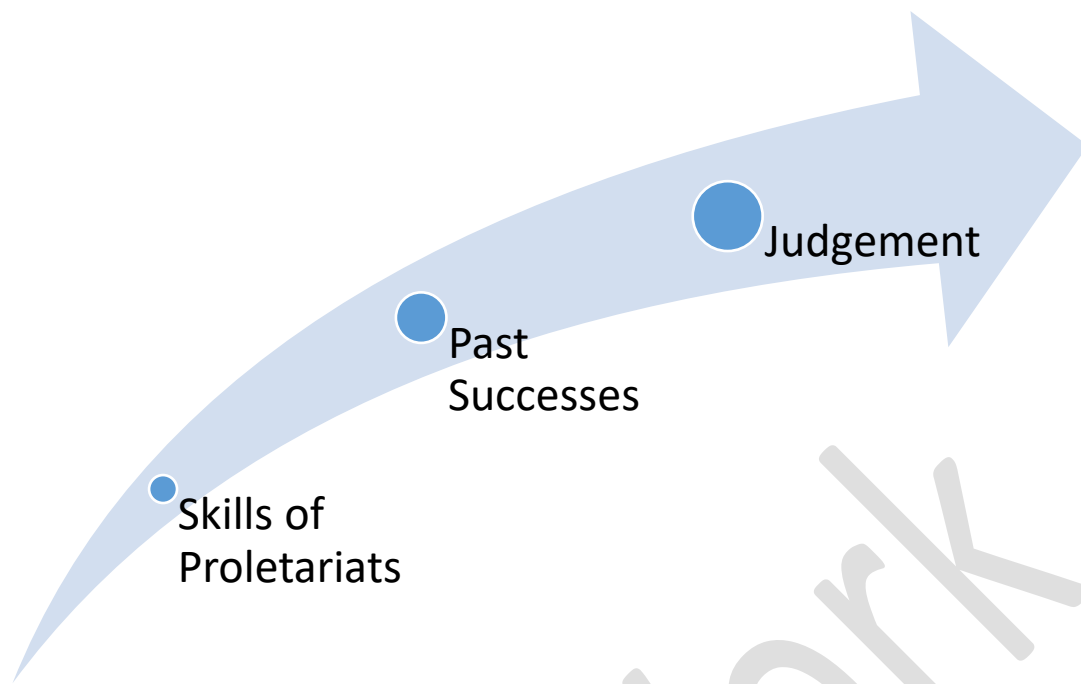 Judgement
Past
Successes
Skills of
Proletariats